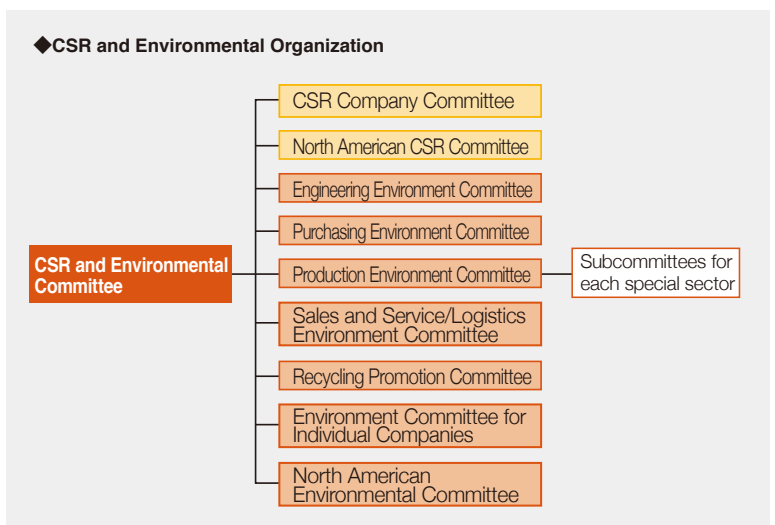 ◆CSR and Environmental Organization
CSR Company Committee
North American CSR Committee
Engineering Environment Committee
Purchasing Environment Committee
CSR and Environmental
Committee
Production Environment Committee
Subcommittees for
each special sector
Sales and Service/Logistics
Environment Committee
Recycling Promotion Committee
Environment Committee for
Individual Companies
North American
Environmental Committee